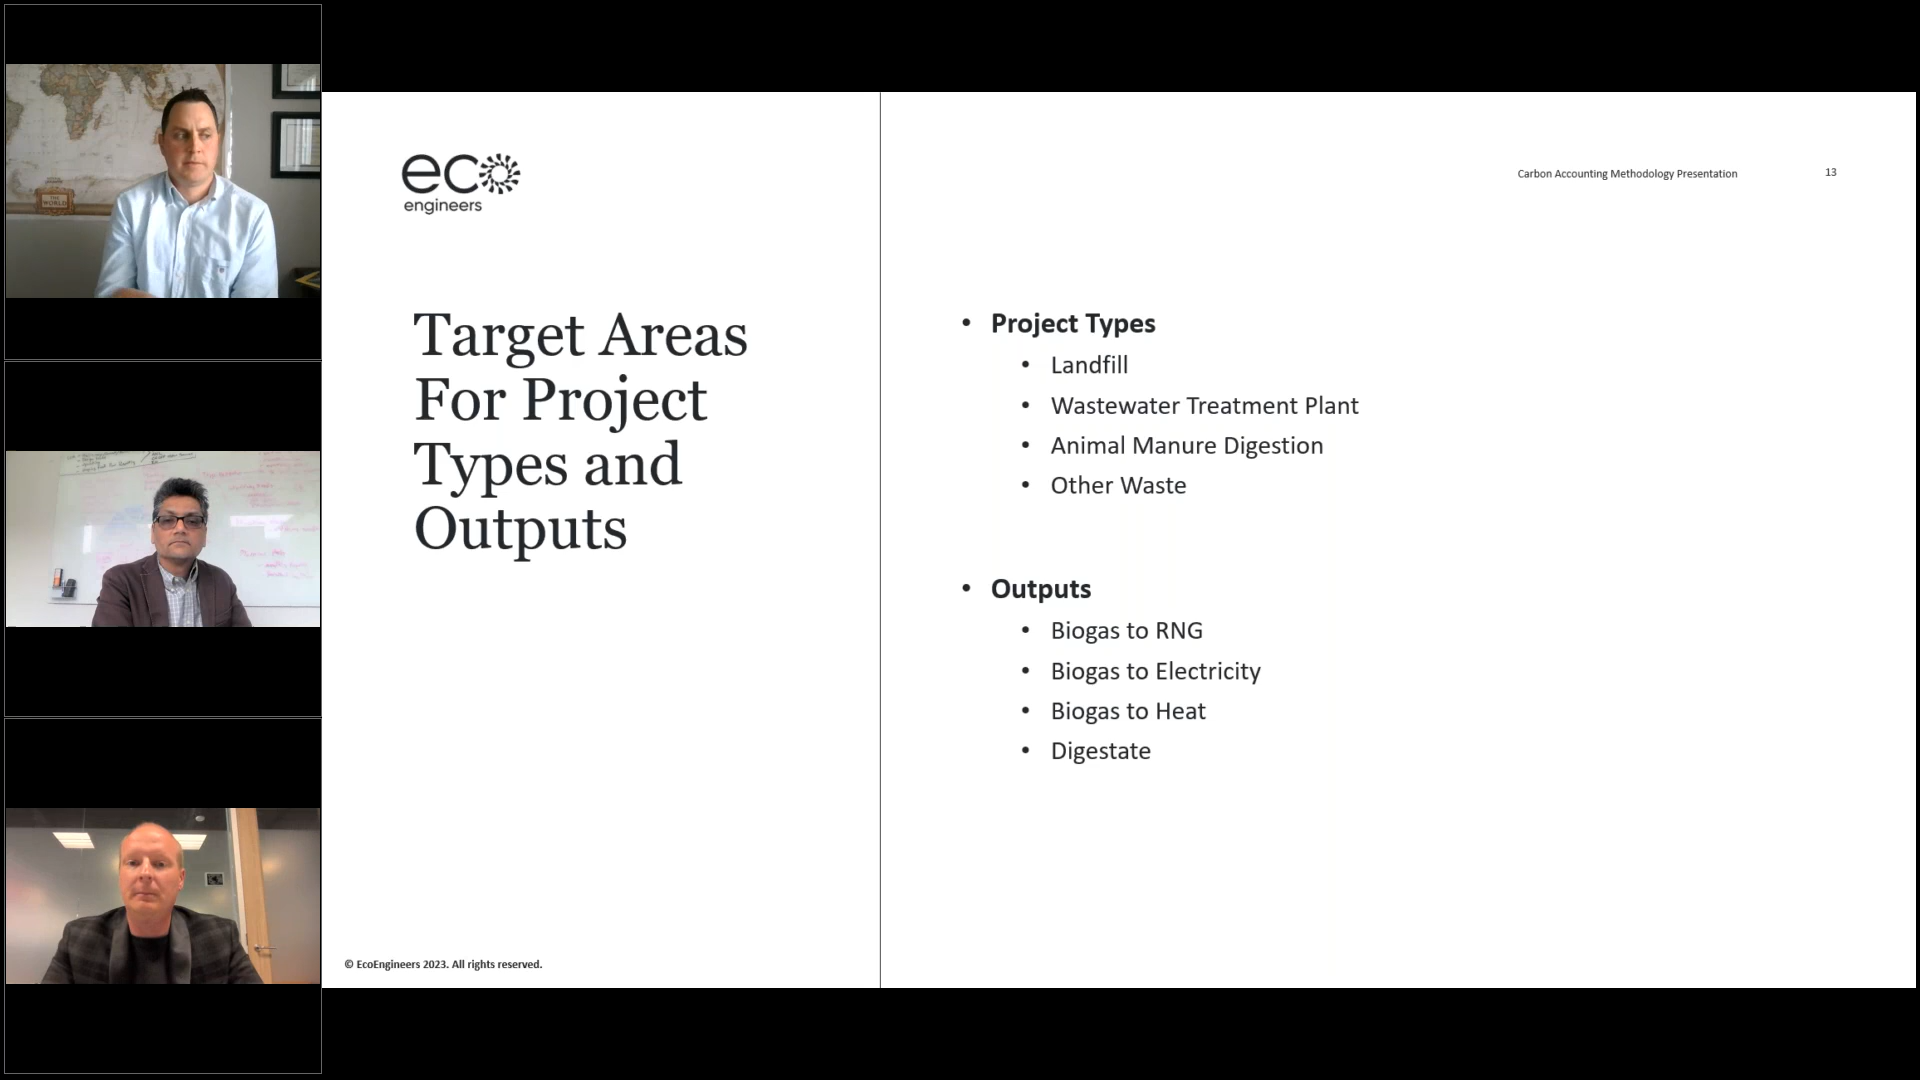 THE
WORLD
eco
engineers
Carbon Accounting Methodology Presentation
13
Target Areas
For Project
Types and
Outputs
• Project Types
• Landfill
• Wastewater Treatment Plant
• Animal Manure Digestion
• Other Waste
• Outputs
• Biogas to RNG
• Biogas to Electricity
• Biogas to Heat
• Digestate
© EcoEngineers 2023. All rights reserved.